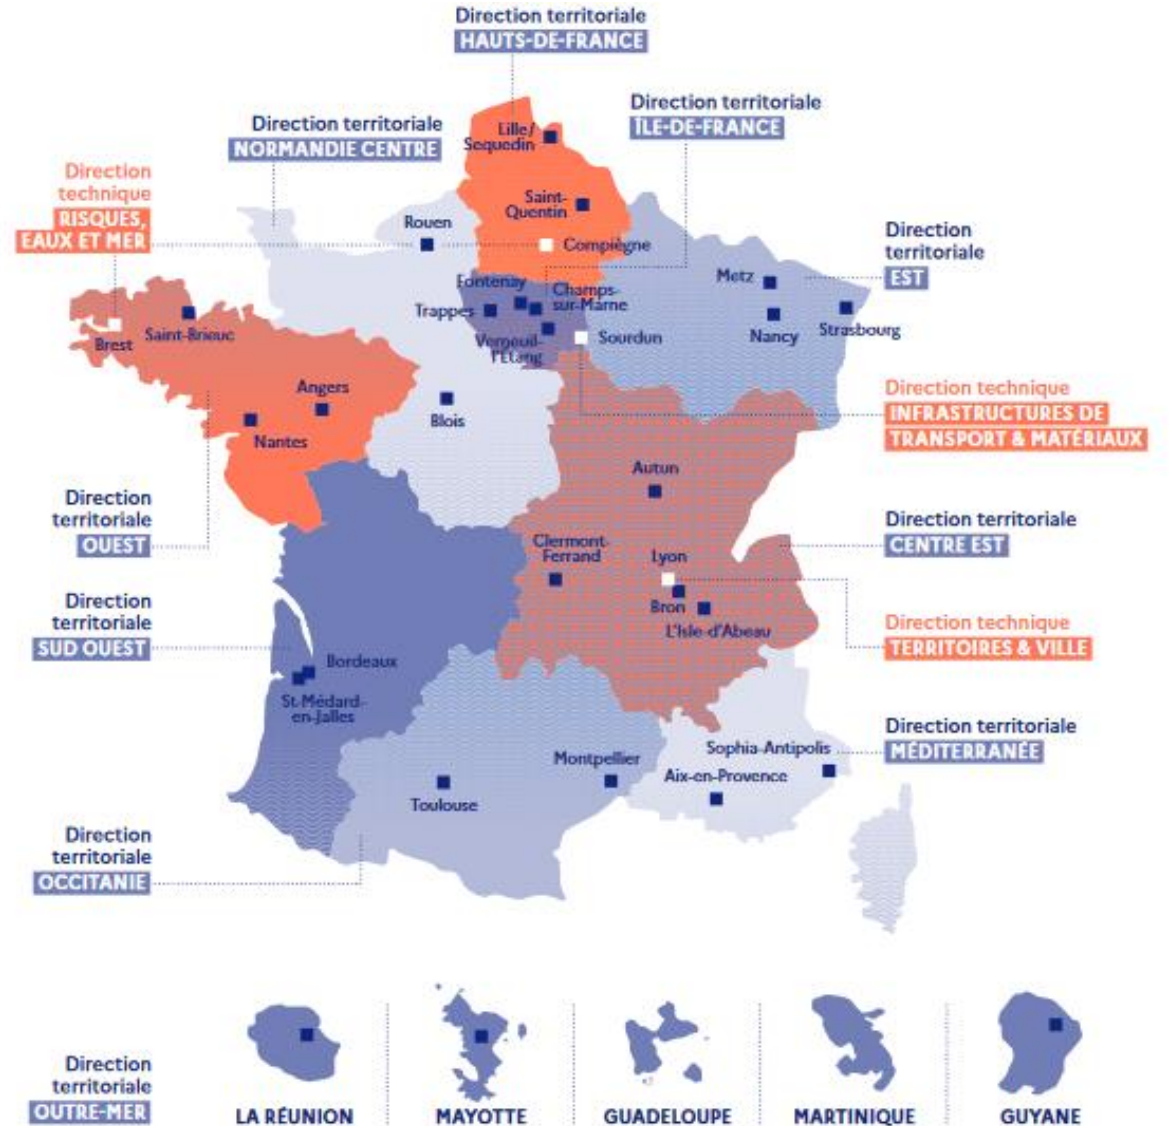 Direction territoriale
HAUTS-DE-FRANCE
Direction territoriale
ÎLE-DE-FRANCE
Direction territoriale
NORMANDIE CENTRE
Lille/
Sequedin
Direction
technique
RISQUES,
EAUX ET MER
Saint-
Quentin
Rouen
Compiègne
Direction
territoriale
EST
Metz
Fontenay
Champs-
sur-Marne
Trappes
Verneuil-
l'Etang
Sourdun
Nancy
Strasbourg
Brest
Saint-Brieuc
Angers
Nantes
Blois
Direction technique
INFRASTRUCTURES DE
TRANSPORT & MATÉRIAUX
Autun
Direction
territoriale
OUEST
Direction territoriale
CENTRE EST
Clermont-
Ferrand
Lyon
Bron
L'Isle-d'Abeau
Direction
territoriale
SUD OUEST
Direction technique
TERRITOIRES & VILLE
Bordeaux
St-Médard-
en-Jalles
Direction territoriale
MÉDITERRANÉE
Sophia-Antipolis
Montpellier
Aix-en-Provence
Toulouse
Direction
territoriale
OCCITANIE
Direction
territoriale
OUTRE-MER
LA RÉUNION
MAYOTTE
GUADELOUPE
MARTINIQUE
GUYANE